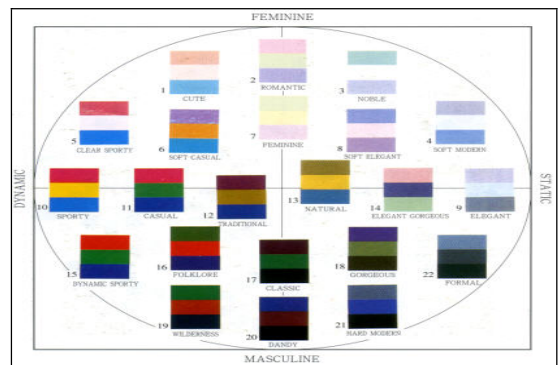 FEMININE
1 CUTE
2 ROMANTIC
3 NOBLE
5 CLEAR SPORTY
6 SOFT CASUAL
7 FEMININE
8 SOFT ELEGANT
4 SOFT MODERN
DYNAMIC
STATIC
10 SPORTY
11 CASUAL
12 TRADITIONAL
13 NATURAL
14 ELEGANT GORGEOUS
9 ELEGANT
15 DYNAMIC SPORTY
16 FOLKLORE
17 CLASSIC
18 GORGEOUS
22 FORMAL
19 WILDERNESS
20 DANDY
21 HARD MODERN
MASCULINE